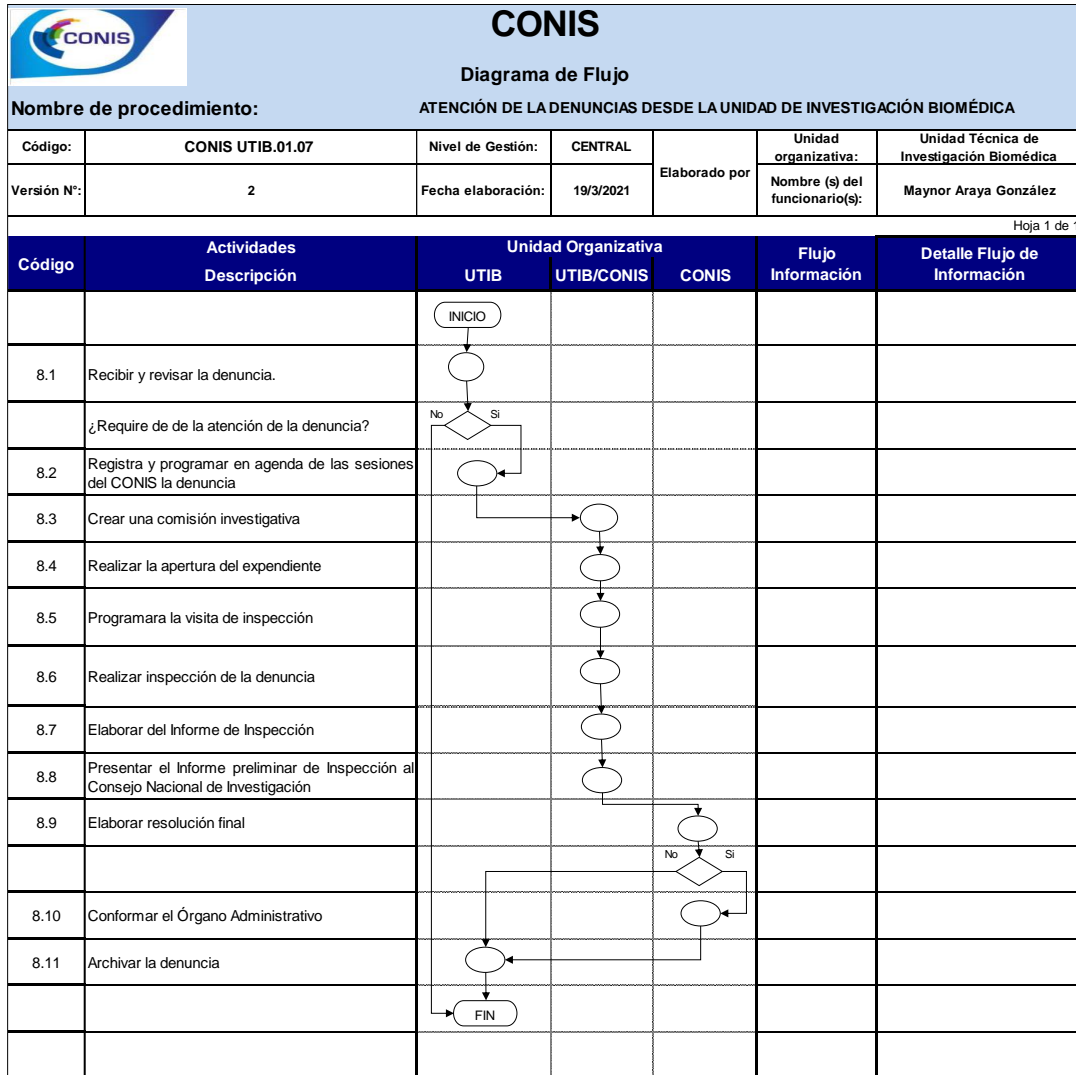 CONIS
CONIS
Diagrama de Flujo
Nombre de procedimiento: ATENCIÓN DE LA DENUNCIAS DESDE LA UNIDAD DE INVESTIGACIÓN BIOMÉDICA
Código: CONIS UTIB.01.07 Nivel de Gestión: CENTRAL Elaborado por Unidad organizativa: Unidad Técnica de Investigación Biomédica
Versión N°: 2 Fecha elaboración: 19/3/2021 Nombre (s) del funcionario(s): Maynor Araya González
Hoja 1 de 1
Código Actividades Unidad Organizativa Flujo Información Detalle Flujo de Información
Descripción UTIB UTIB/CONIS CONIS
INICIO
8.1 Recibir y revisar la denuncia.
¿Require de de la atención de la denuncia? No Si
8.2 Registra y programar en agenda de las sesiones
del CONIS la denuncia
8.3 Crear una comisión investigativa
8.4 Realizar la apertura del expendiente
8.5 Programara la visita de inspección
8.6 Realizar inspección de la denuncia
8.7 Elaborar del Informe de Inspección
8.8 Presentar el Informe preliminar de Inspección al
Consejo Nacional de Investigación
8.9 Elaborar resolución final
No Si
8.10 Conformar el Órgano Administrativo
8.11 Archivar la denuncia
FIN